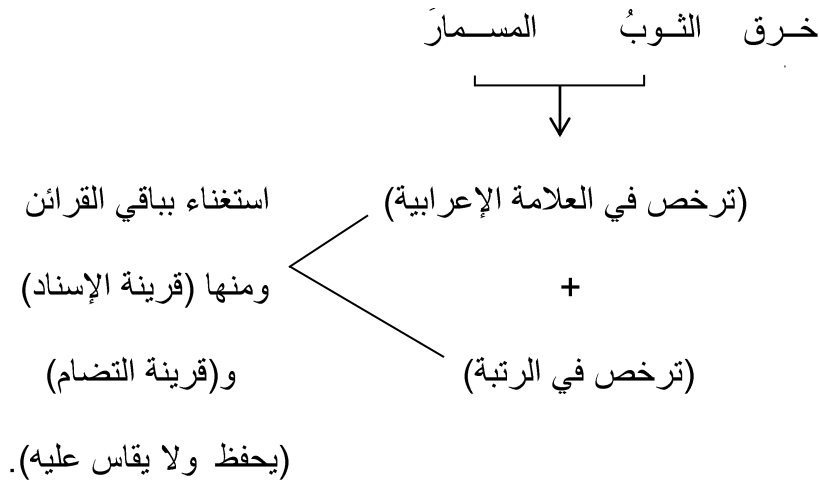 خرق الثوبُ المسمارَ
(ترخص في العلامة الإعرابية) استغناء بباقي القرائن
+ ومنها (قرينة الإسناد)
(ترخص في الرتبة) و(قرينة التضام)
(يحفظ ولا يقاس عليه).